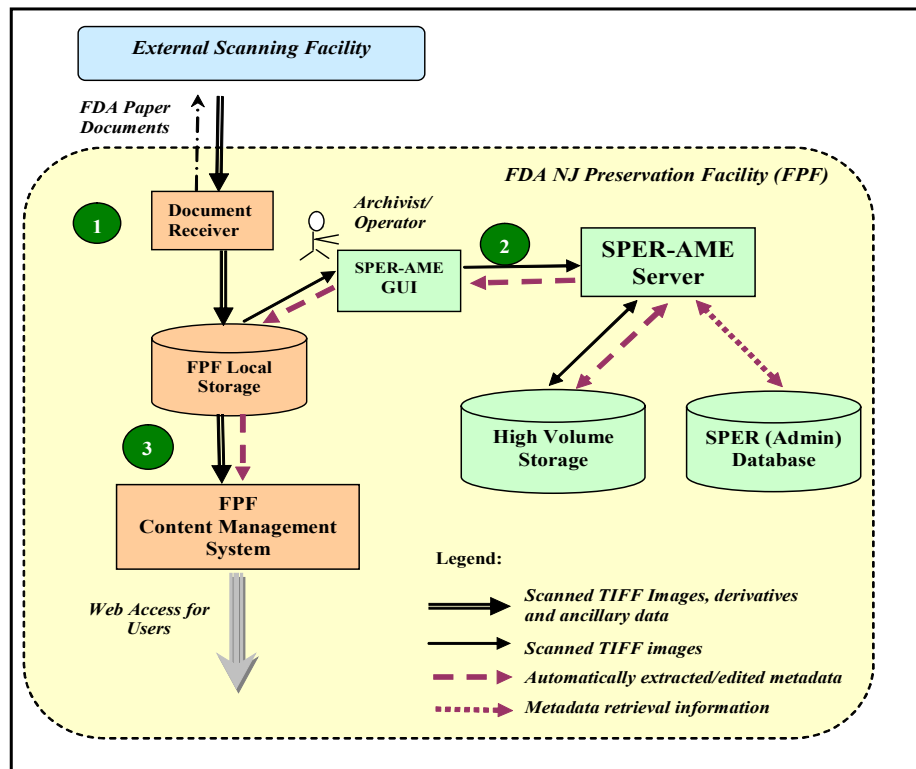 External Scanning Facility
FDA Paper
Documents
FDA NJ Preservation Facility (FPF)
1
Document
Receiver
Archivist/
Operator
2
SPER-AME
GUI
SPER-AME
Server
FPF Local
Storage
High Volume
Storage
SPER (Admin)
Database
3
FPF
Content Management
System
Web Access for
Users
Legend:
Scanned TIFF Images, derivatives
and ancillary data
Scanned TIFF images
Automatically extracted/edited metadata
Metadata retrieval information